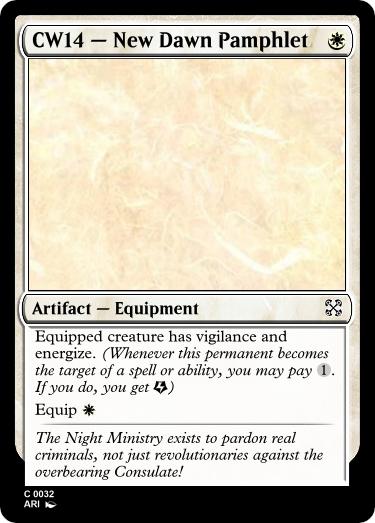 CW14 — New Dawn Pamphlet
Artifact — Equipment
Equipped creature has vigilance and
energize. (Whenever this permanent becomes
the target of a spell or ability, you may pay 1.
If you do, you get )
Equip
The Night Ministry exists to pardon real
criminals, not just revolutionaries against the
overbearing Consulate!
C 0032
ARI